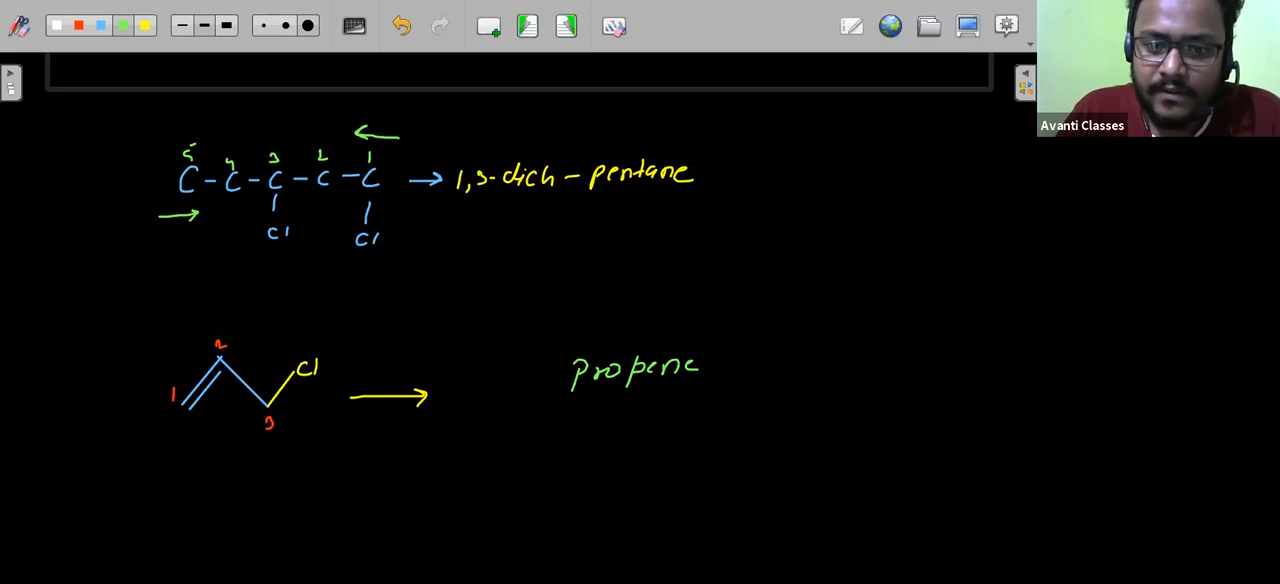 Avanti Classes
5 4 3 2 1
C - C - C - C - C → 1,3-dich - pentane
Cl Cl
2
Cl
1
3
Propene